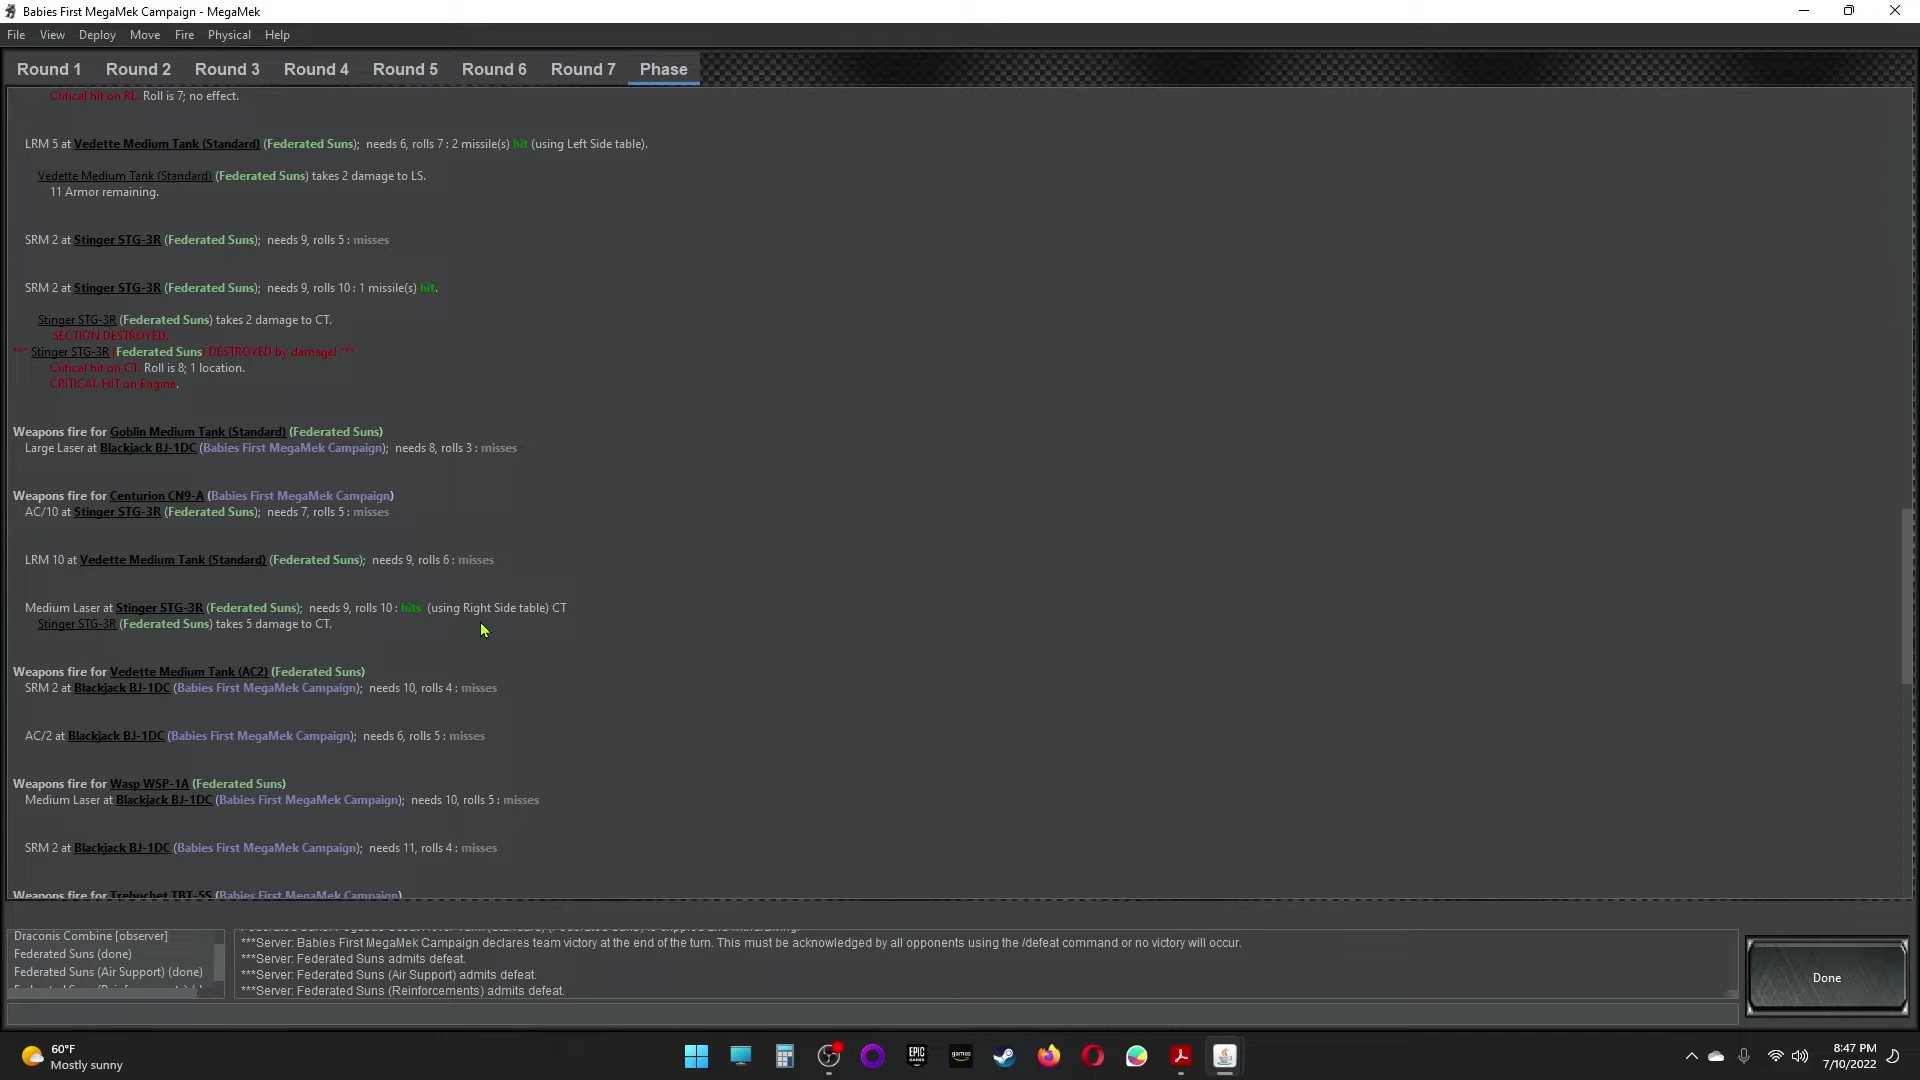 Babies First MegaMek Campaign - MegaMek
File View Deploy Move Fire Physical Help
Round 1 Round 2 Round 3 Round 4 Round 5 Round 6 Round 7 Phase
Critical hit on RL. Roll is 7; no effect.
LRM 5 at Vedette Medium Tank (Standard) (Federated Suns); needs 6, rolls 7 : 2 missile(s) hit (using Left Side table).
Vedette Medium Tank (Standard) (Federated Suns) takes 2 damage to LS.
11 Armor remaining.
SRM 2 at Stinger STG-3R (Federated Suns); needs 9, rolls 5 : misses
SRM 2 at Stinger STG-3R (Federated Suns); needs 9, rolls 10 : 1 missile(s) hit.
Stinger STG-3R (Federated Suns) takes 2 damage to CT.
SECTION DESTROYED.
*** Stinger STG-3R (Federated Suns) DESTROYED by damage! ***
Critical hit on CT. Roll is 8; 1 location.
CRITICAL HIT on Engine.
Weapons fire for Goblin Medium Tank (Standard) (Federated Suns)
Large Laser at Blackjack BJ-1DC (Babies First MegaMek Campaign); needs 8, rolls 3 : misses
Weapons fire for Centurion CN9-A (Babies First MegaMek Campaign)
AC/10 at Stinger STG-3R (Federated Suns); needs 7, rolls 5 : misses
LRM 10 at Vedette Medium Tank (Standard) (Federated Suns); needs 9, rolls 6 : misses
Medium Laser at Stinger STG-3R (Federated Suns); needs 9, rolls 10 : hits (using Right Side table) CT
Stinger STG-3R (Federated Suns) takes 5 damage to CT.
Weapons fire for Vedette Medium Tank (AC2) (Federated Suns)
SRM 2 at Blackjack BJ-1DC (Babies First MegaMek Campaign); needs 10, rolls 4 : misses
AC/2 at Blackjack BJ-1DC (Babies First MegaMek Campaign); needs 6, rolls 5 : misses
Weapons fire for Wasp WSP-1A (Federated Suns)
Medium Laser at Blackjack BJ-1DC (Babies First MegaMek Campaign); needs 10, rolls 5 : misses
SRM 2 at Blackjack BJ-1DC (Babies First MegaMek Campaign); needs 11, rolls 4 : misses
Weapons fire for Trebuchet TBT-5S (Babies First MegaMek Campaign)
Draconis Combine [observer]
Federated Suns (done)
Federated Suns (Air Support) (done)
***Server: Babies First MegaMek Campaign declares team victory at the end of the turn. This must be acknowledged by all opponents using the /defeat command or no victory will occur.
***Server: Federated Suns admits defeat.
***Server: Federated Suns (Air Support) admits defeat.
***Server: Federated Suns (Reinforcements) admits defeat.
Done
60°F
Mostly sunny
EPIC
GAMES
games
8:47 PM
7/10/2022